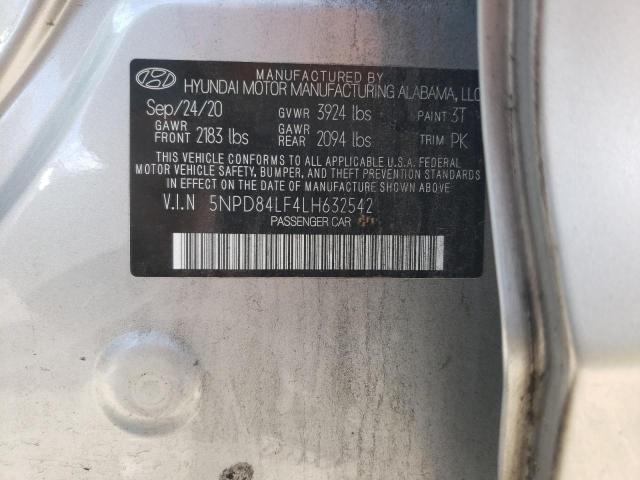 MANUFACTURED BY
HYUNDAI MOTOR MANUFACTURING ALABAMA, LLC
Sep/24/20 GVWR 3924 lbs PAINT 3T
GAWR FRONT 2183 lbs GAWR REAR 2094 lbs TRIM PK
THIS VEHICLE CONFORMS TO ALL APPLICABLE U.S.A. FEDERAL
MOTOR VEHICLE SAFETY, BUMPER, AND THEFT PREVENTION STANDARDS
IN EFFECT ON THE DATE OF MANUFACTURE SHOWN ABOVE.
V.I.N 5NPD84LF4LH632542
PASSENGER CAR